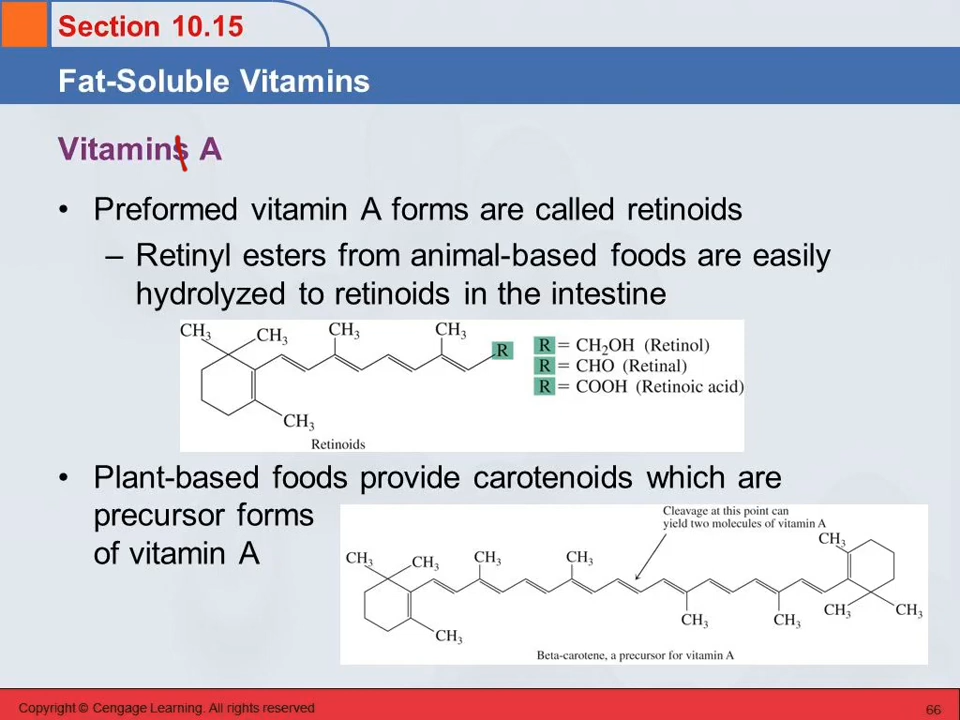 Section 10.15
Fat-Soluble Vitamins
Vitamins A
• Preformed vitamin A forms are called retinoids
– Retinyl esters from animal-based foods are easily
hydrolyzed to retinoids in the intestine
CH₃ CH₃ CH₃ CH₃
R
R = CH₂OH (Retinol)
R = CHO (Retinal)
R = COOH (Retinoic acid)
CH₃
Retinoids
• Plant-based foods provide carotenoids which are
precursor forms
of vitamin A
Cleavage at this point can
yield two molecules of vitamin A
CH₃
CH₃ CH₃ CH₃ CH₃
CH₃ CH₃ CH₃ CH₃
CH₃
Beta-carotene, a precursor for vitamin A
Copyright © Cengage Learning. All rights reserved
66